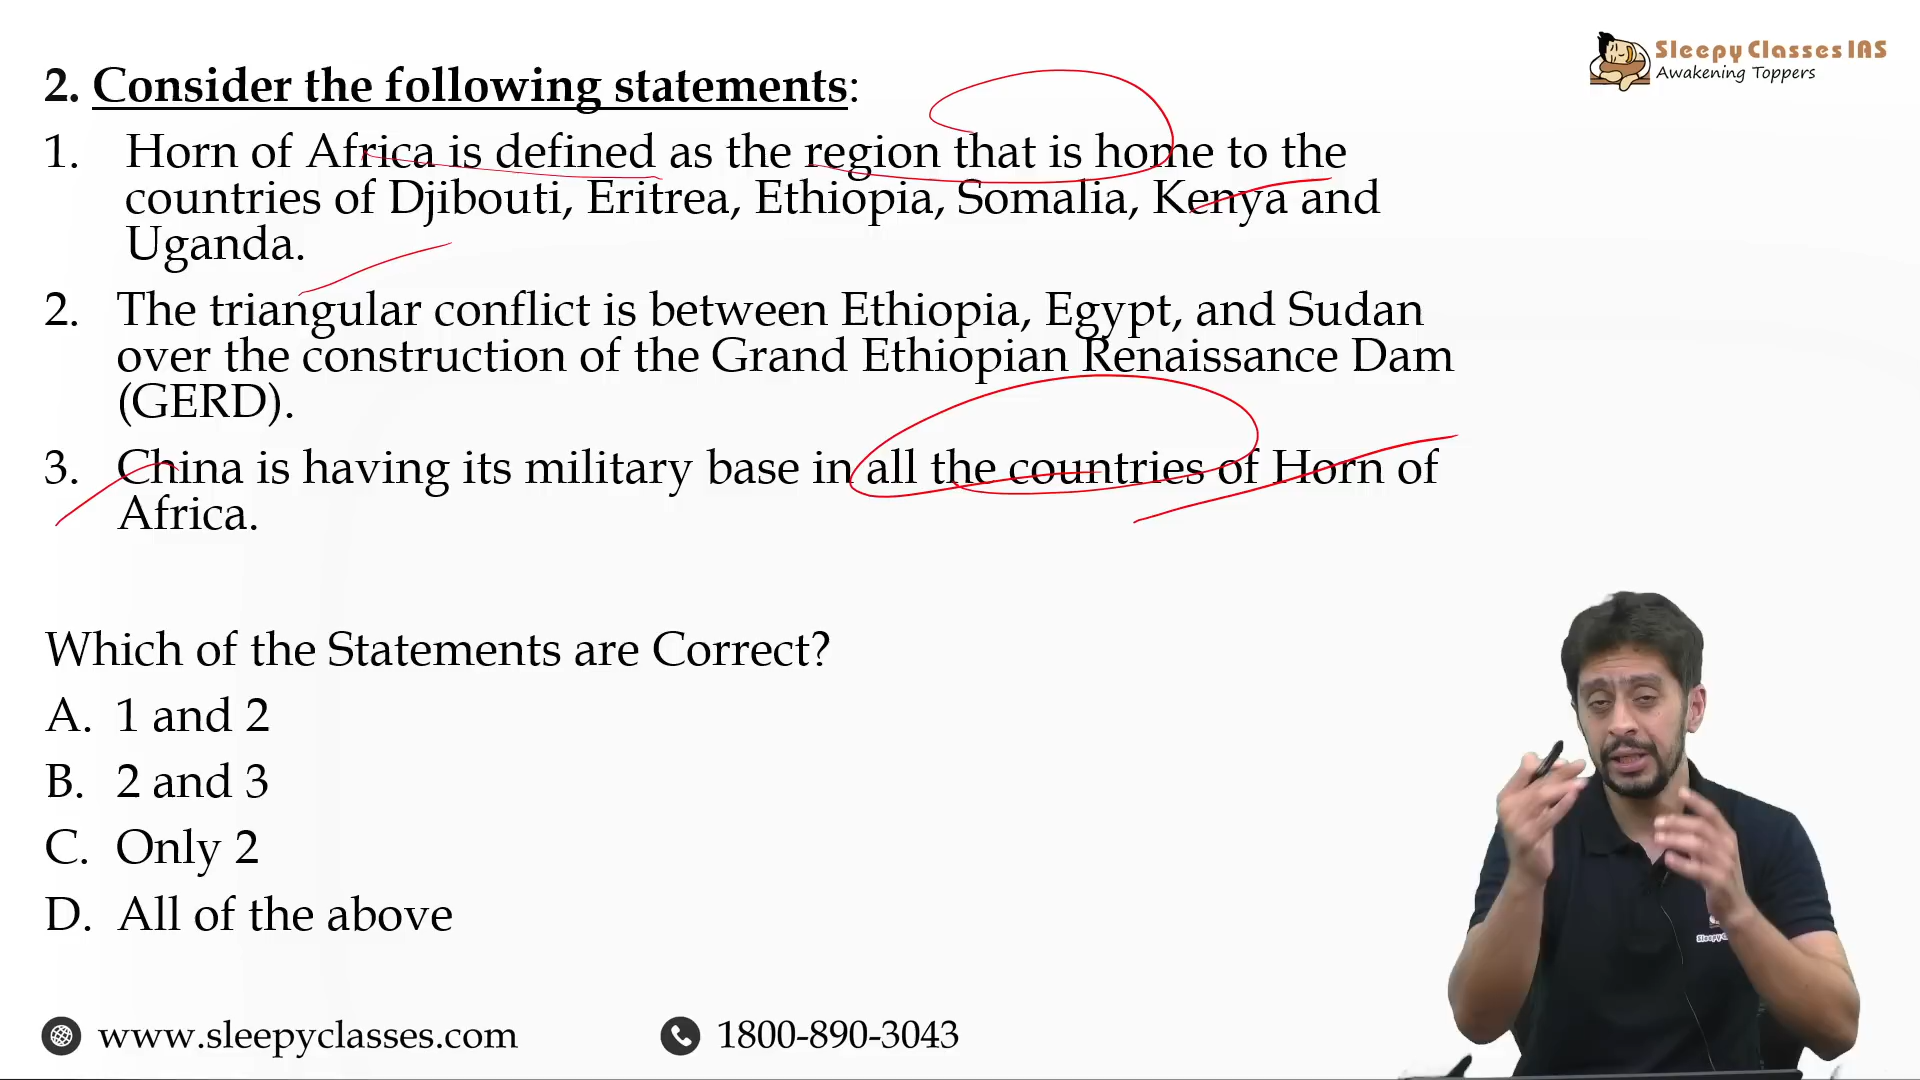 Sleepy Classes IAS
Awakening Toppers
2. Consider the following statements:
1. Horn of Africa is defined as the region that is home to the
countries of Djibouti, Eritrea, Ethiopia, Somalia, Kenya and
Uganda.
2. The triangular conflict is between Ethiopia, Egypt, and Sudan
over the construction of the Grand Ethiopian Renaissance Dam
(GERD).
3. China is having its military base in all the countries of Horn of
Africa.
Which of the Statements are Correct?
A. 1 and 2
B. 2 and 3
C. Only 2
D. All of the above
www.sleepyclasses.com
1800-890-3043